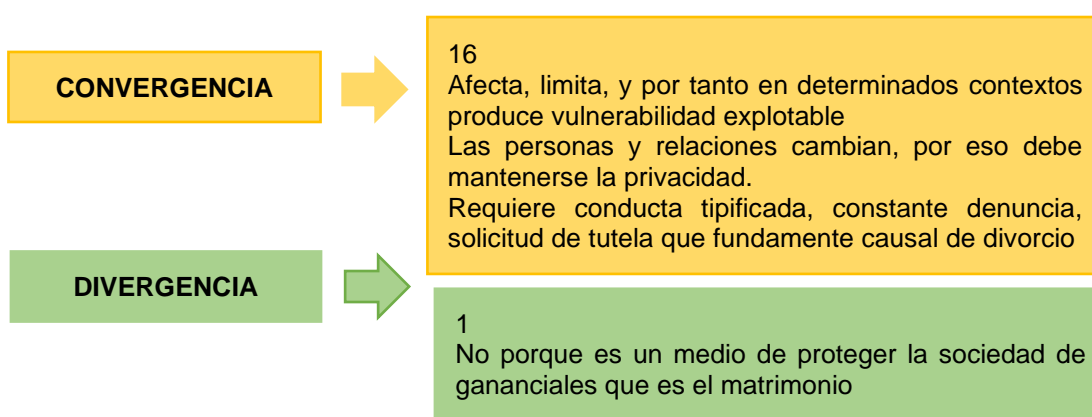 CONVERGENCIA
16
Afecta, limita, y por tanto en determinados contextos
produce vulnerabilidad explotable
Las personas y relaciones cambian, por eso debe
mantenerse la privacidad.
Requiere conducta tipificada, constante denuncia,
solicitud de tutela que fundamente causal de divorcio
DIVERGENCIA
1
No porque es un medio de proteger la sociedad de
gananciales que es el matrimonio